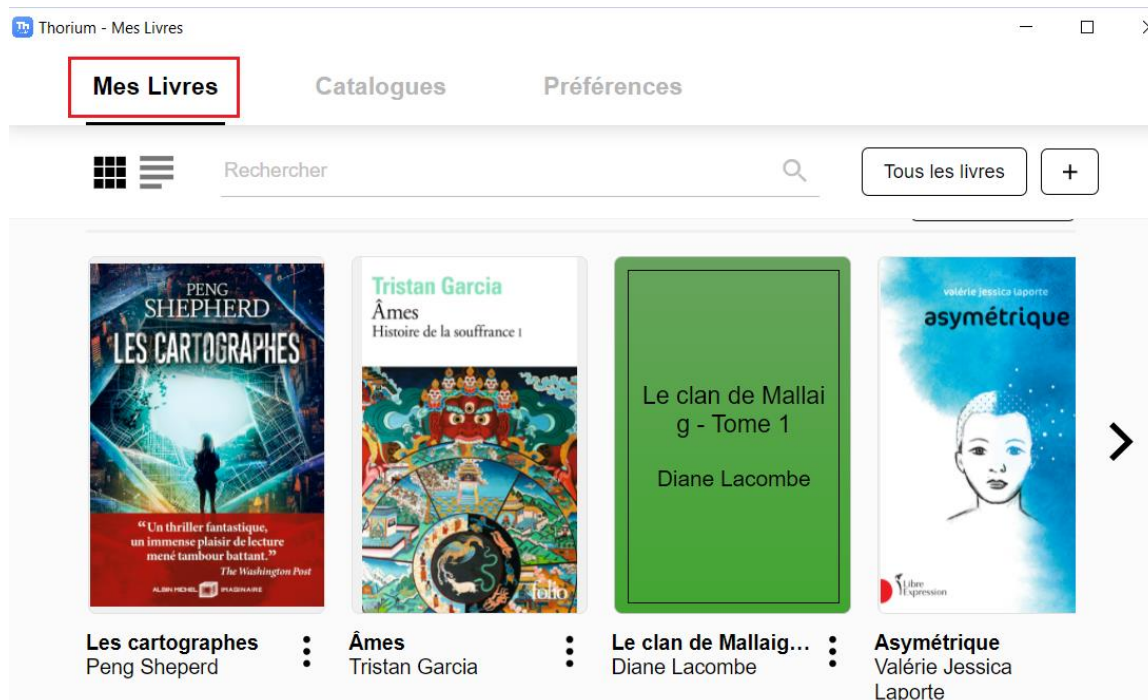 Th Thorium - Mes Livres
Mes Livres Catalogues Préférences
Rechercher
Tous les livres +
PENG
SHEPHERD
LES CARTOGRAPHES
“Un thriller fantastique,
un immense plaisir de lecture
mené tambour battant.”
The Washington Post
ALBIN MICHEL IMAGINAIRE
Tristan Garcia
Âmes
Histoire de la souffrance I
folio
Le clan de Mallai
g - Tome 1
Diane Lacombe
valérie jessica laporte
asymétrique
Libre
Expression
Les cartographes
Peng Sheperd
Âmes
Tristan Garcia
Le clan de Mallaig...
Diane Lacombe
Asymétrique
Valérie Jessica
Laporte